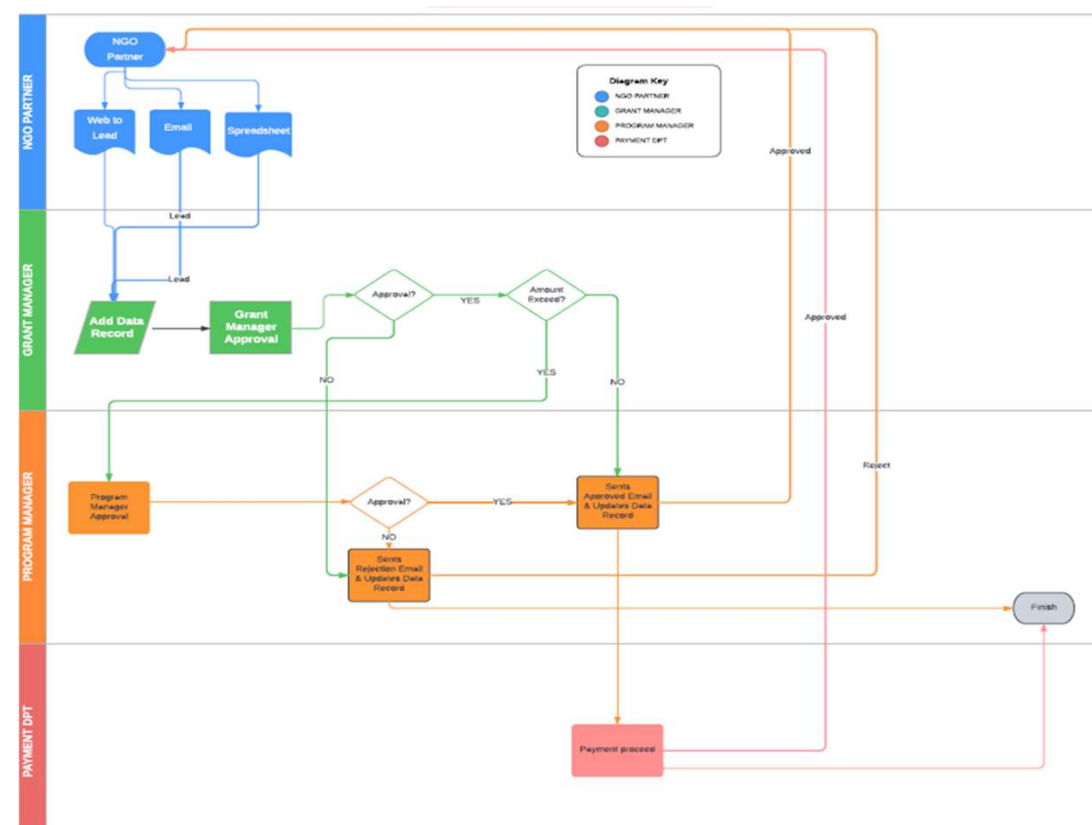 NGO PARTNER
NGO
Partner
Web to
Lead
Email
Spreadsheet
Diagram Key
NGO PARTNER
GRANT MANAGER
PROGRAM MANAGER
PAYMENT DPT
Approved
Lead
GRANT MANAGER
Lead
Add Data
Record
Grant
Manager
Approval
Approval?
YES
Amount
Exceed?
Approved
NO
YES
NO
PROGRAM MANAGER
Program
Manager
Approval
Approval?
YES
Sents
Approved Email
& Updates Data
Record
Reject
NO
Sents
Rejection Email
& Updates Data
Record
Finish
PAYMENT DPT
Payment proceed